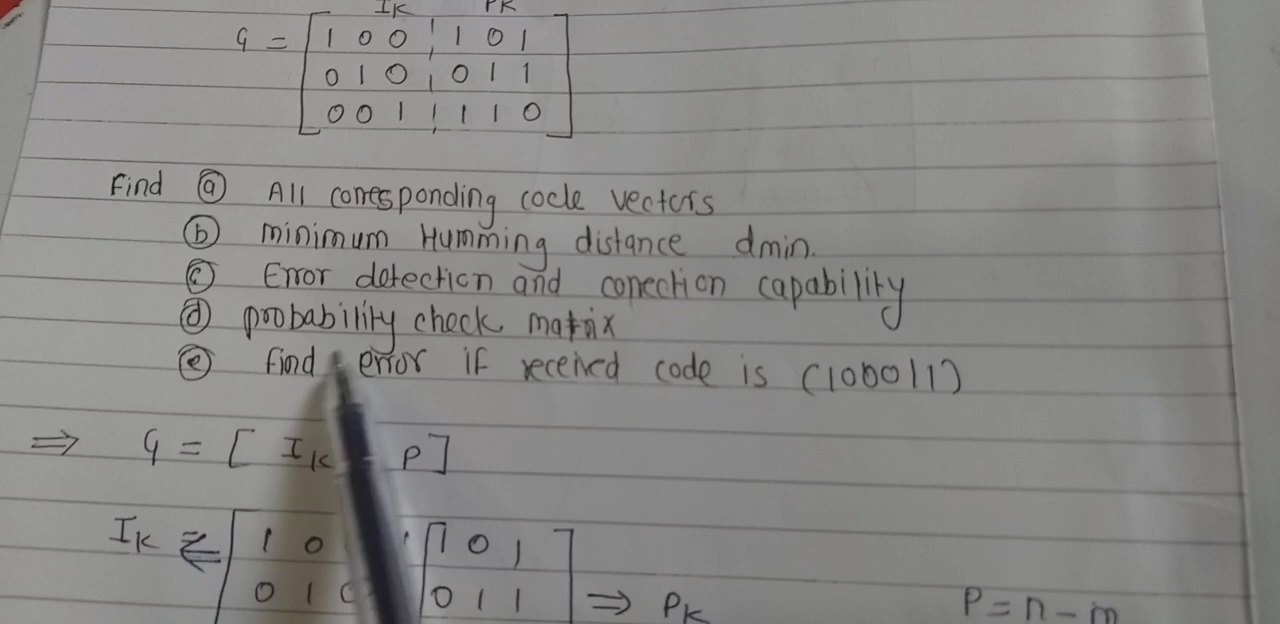 IK PK
G = [ 1 0 0 ¦ 1 0 1 ]
0 1 0 ¦ 0 1 1
0 0 1 ¦ 1 1 0
Find ⓐ All corresponding code vectors
ⓑ minimum Humming distance dmin.
ⓒ Error detection and correction capability
ⓓ probability check matrix
ⓔ find error if received code is (100011)
⇒ G = [ IK P ]
IK 1 0 1 0 1
0 1 0 0 1 1 ⇒ PK P = n - m